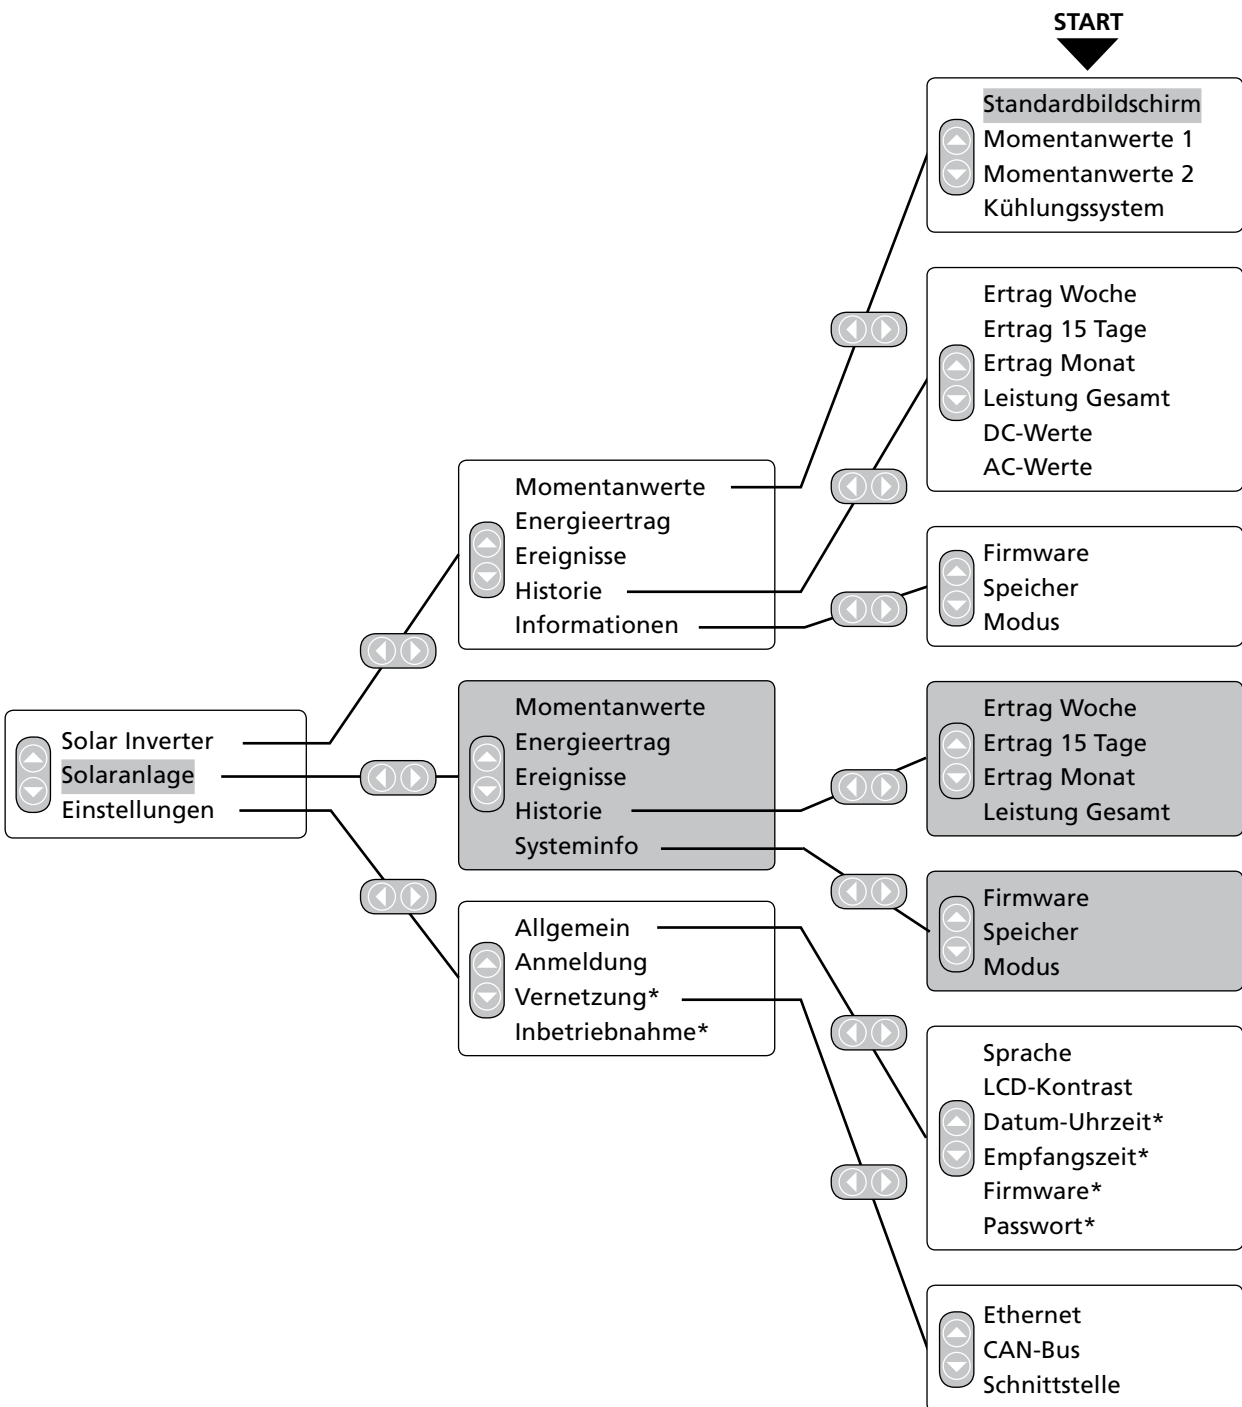 START
Standardbildschirm
Momentanwerte 1
Momentanwerte 2
Kühlungssystem
Ertrag Woche
Ertrag 15 Tage
Ertrag Monat
Leistung Gesamt
DC-Werte
AC-Werte
Momentanwerte
Energieertrag
Ereignisse
Historie
Informationen
Firmware
Speicher
Modus
Solar Inverter
Solaranlage
Einstellungen
Momentanwerte
Energieertrag
Ereignisse
Historie
Systeminfo
Ertrag Woche
Ertrag 15 Tage
Ertrag Monat
Leistung Gesamt
Firmware
Speicher
Modus
Allgemein
Anmeldung
Vernetzung*
Inbetriebnahme*
Sprache
LCD-Kontrast
Datum-Uhrzeit*
Empfangszeit*
Firmware*
Passwort*
Ethernet
CAN-Bus
Schnittstelle